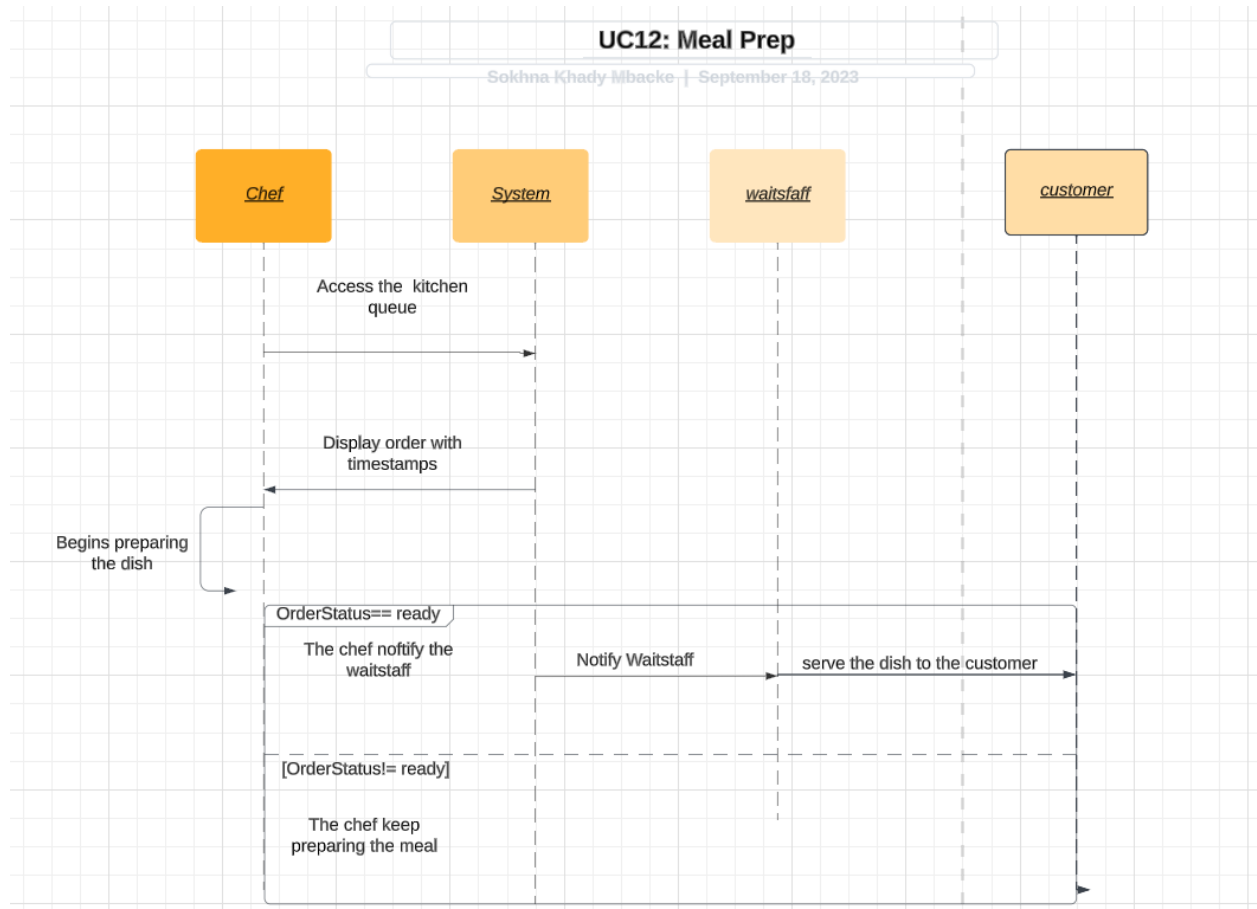 UC12: Meal Prep
Sokhna Khady Mbacke | September 18, 2023
Chef
System
waitsfaff
customer
Access the kitchen
queue
Display order with
timestamps
Begins preparing
the dish
OrderStatus== ready
The chef noftify the
waitstaff
Notify Waitstaff
serve the dish to the customer
[OrderStatus!= ready]
The chef keep
preparing the meal